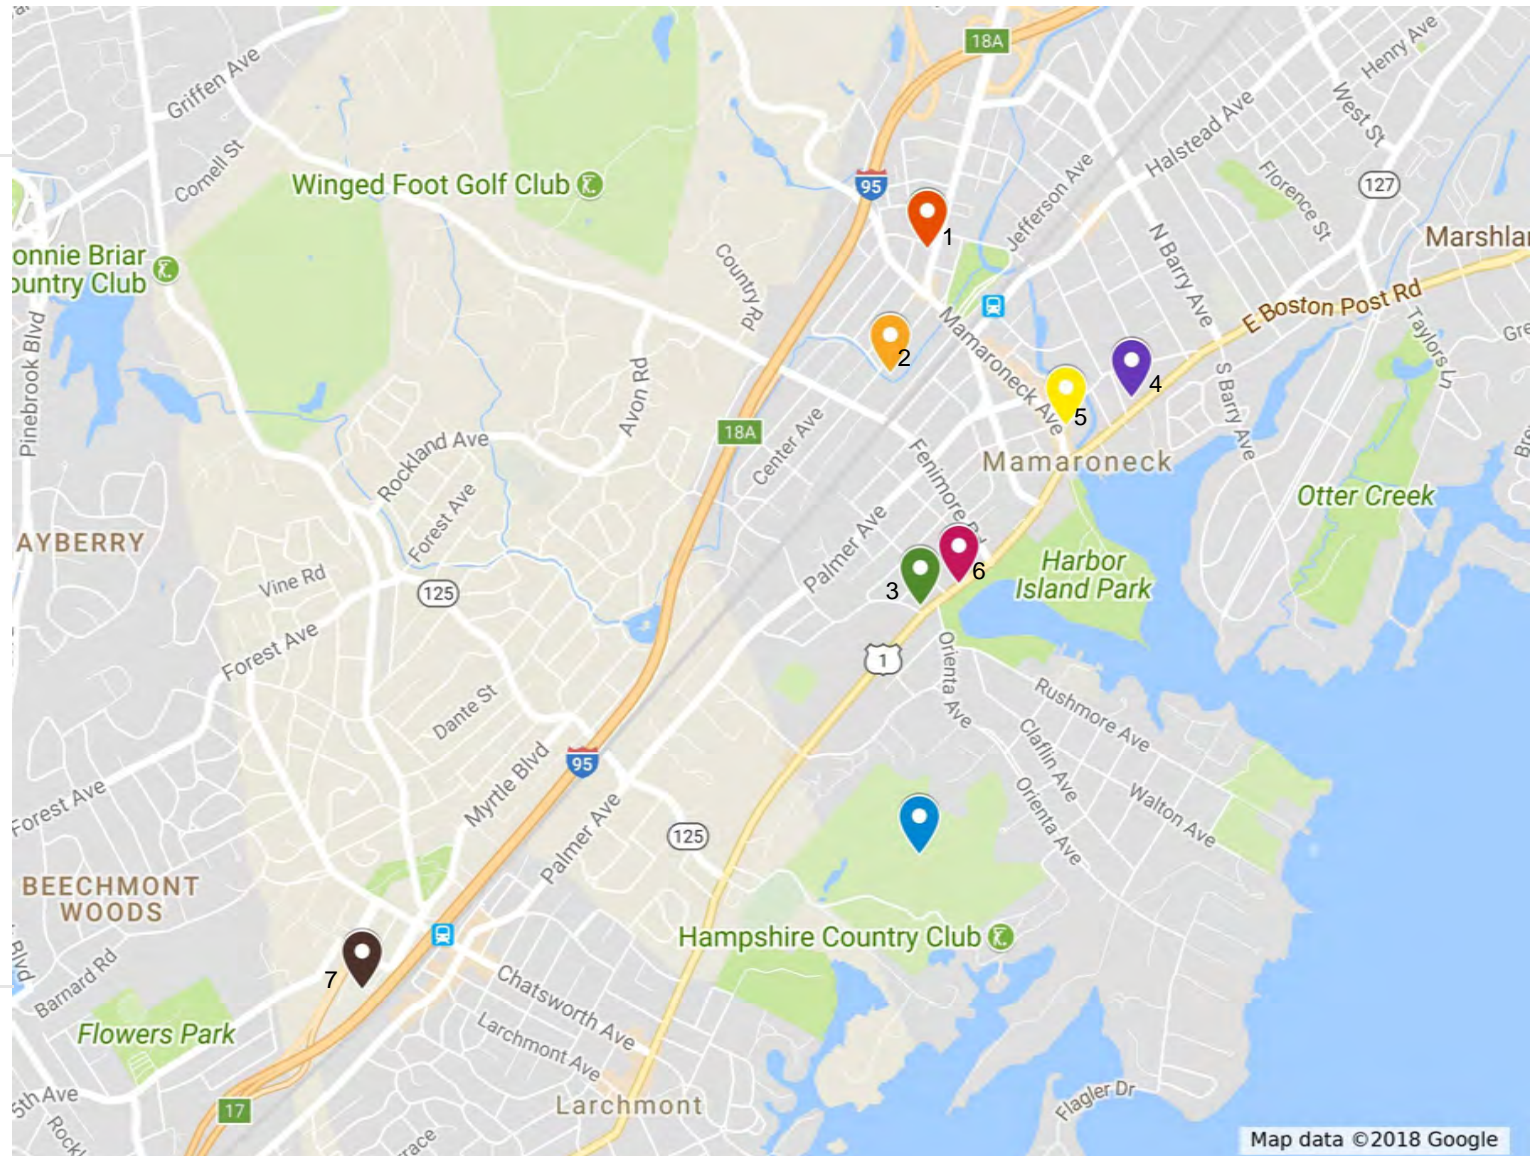 18A
Griffen Ave
Henry Ave
West St
Cornell St
Halstead Ave
Winged Foot Golf Club
95
127
Jefferson Ave
Florence St
1
onnie Briar
ountry Club
Country Rd
N Barry Ave
Marshlar
E Boston Post Rd
Pinebrook Blvd
Mamaroneck Ave
Taylors Ln
Gre
2
4
5
Avon Rd
S Barry Ave
18A
Center Ave
Rockland Ave
Fenimore Rd
Mamaroneck
Otter Creek
Forest Ave
AYBERRY
Palmer Ave
Harbor
Island Park
Vine Rd
125
3
6
Forest Ave
1
Orienta Ave
Rushmore Ave
Dante St
Claflin Ave
Myrtle Blvd
95
Walton Ave
Orienta Ave
Forest Ave
Palmer Ave
125
BEECHMONT
WOODS
Hampshire Country Club
Blvd
Barnard Rd
7
Chatsworth Ave
Flowers Park
Larchmont Ave
5th Ave
17
Larchmont
Flagler Dr
Rockl
rrace
Map data ©2018 Google